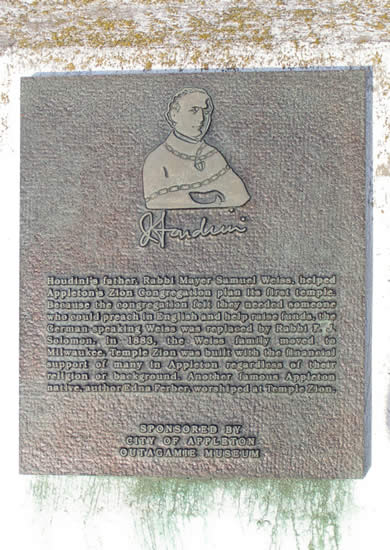 Houdini
Houdini's father, Rabbi Mayer Samuel Weiss, helped
Appleton's Zion Congregation plan its first temple.
Because the congregation felt they needed someone
who could preach in English and help raise funds, the
German-speaking Weiss was replaced by Rabbi T. J.
Solomon. In 1883, the Weiss family moved to
Milwaukee. Temple Zion was built with the financial
support of many in Appleton regardless of their
religion or background. Another famous Appleton
native, author Edna Ferber, worshiped at Temple Zion.
SPONSORED BY
CITY OF APPLETON
OUTAGAMIE MUSEUM